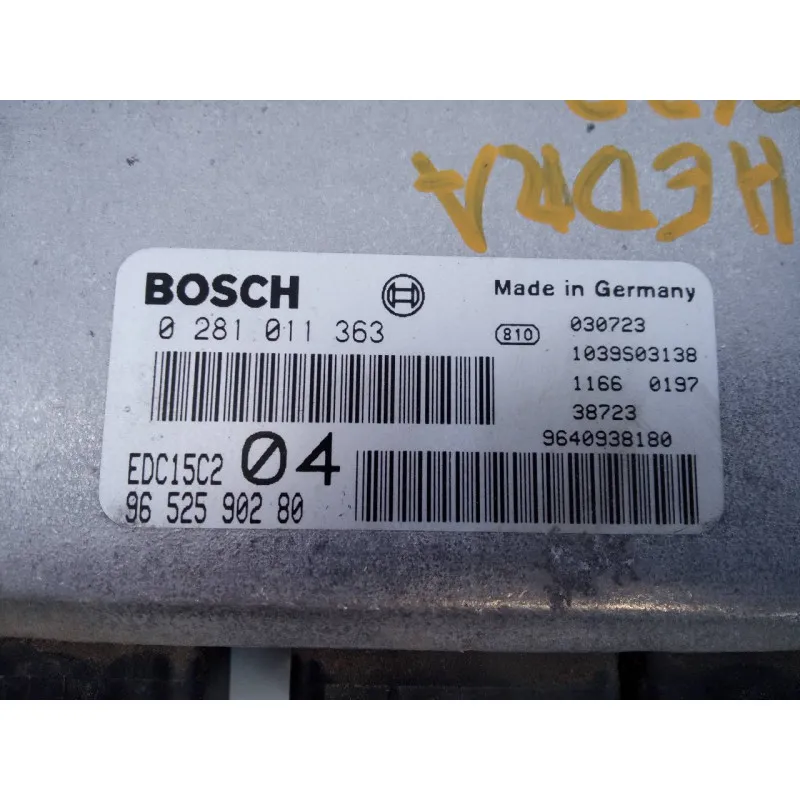 HEDRA
BOSCH
Made in Germany
0 281 011 363
810
030723
1039S03138
1166 0197
38723
9640938180
EDC15C2 04
96 525 902 80